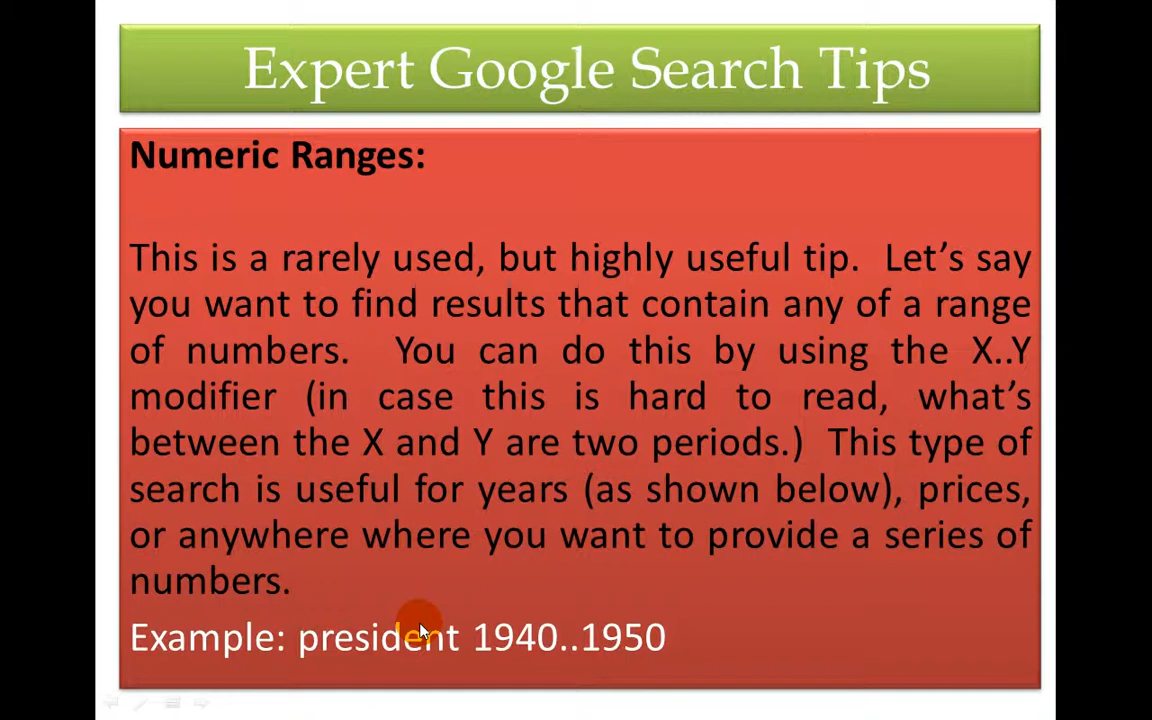 Expert Google Search Tips
Numeric Ranges:
This is a rarely used, but highly useful tip. Let’s say
you want to find results that contain any of a range
of numbers. You can do this by using the X..Y
modifier (in case this is hard to read, what’s
between the X and Y are two periods.) This type of
search is useful for years (as shown below), prices,
or anywhere where you want to provide a series of
numbers.
Example: president 1940..1950